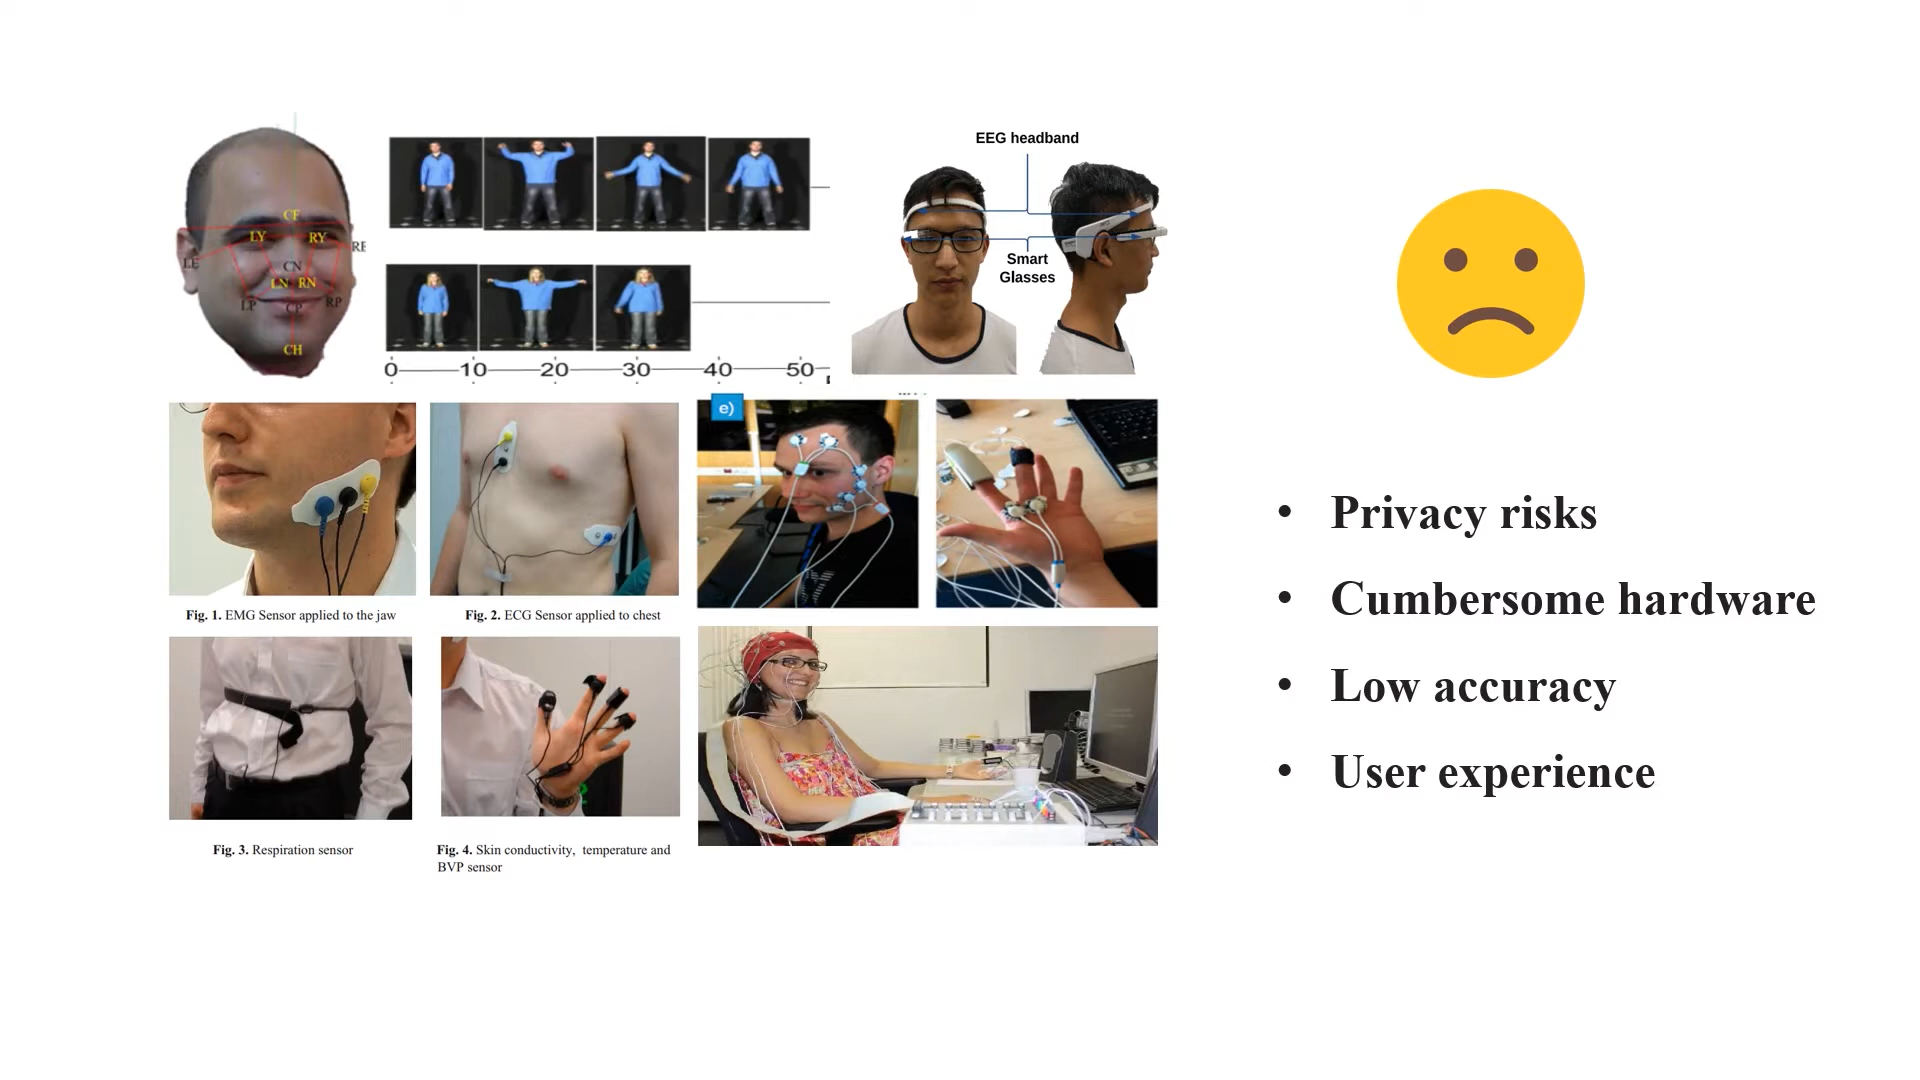 CF
LY RY
LE RE
CN
LN RN
LP CP RP
CH
0 10 20 30 40 50
EEG headband
Smart
Glasses
e)
Fig. 1. EMG Sensor applied to the jaw
Fig. 2. ECG Sensor applied to chest
Fig. 3. Respiration sensor
Fig. 4. Skin conductivity, temperature and
BVP sensor
• Privacy risks
• Cumbersome hardware
• Low accuracy
• User experience